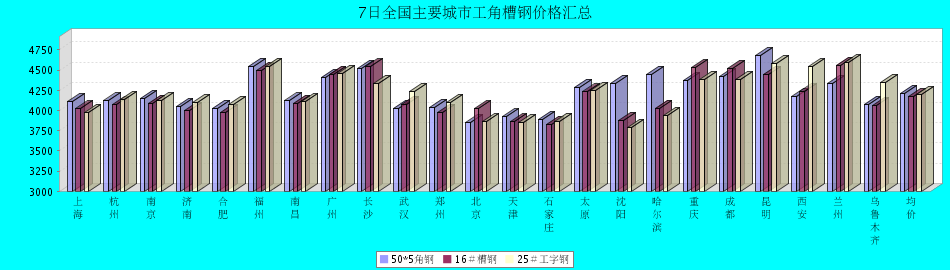 7日全国主要城市工角槽钢价格汇总
4750
4500
4250
4000
3750
3500
3250
3000
上海 杭州 南京 济南 合肥 福州 南昌 广州 长沙 武汉 郑州 北京 天津 石家庄 太原 沈阳 哈尔滨 重庆 成都 昆明 西安 兰州 乌鲁木齐 均价
50*5角钢 16#槽钢 25#工字钢